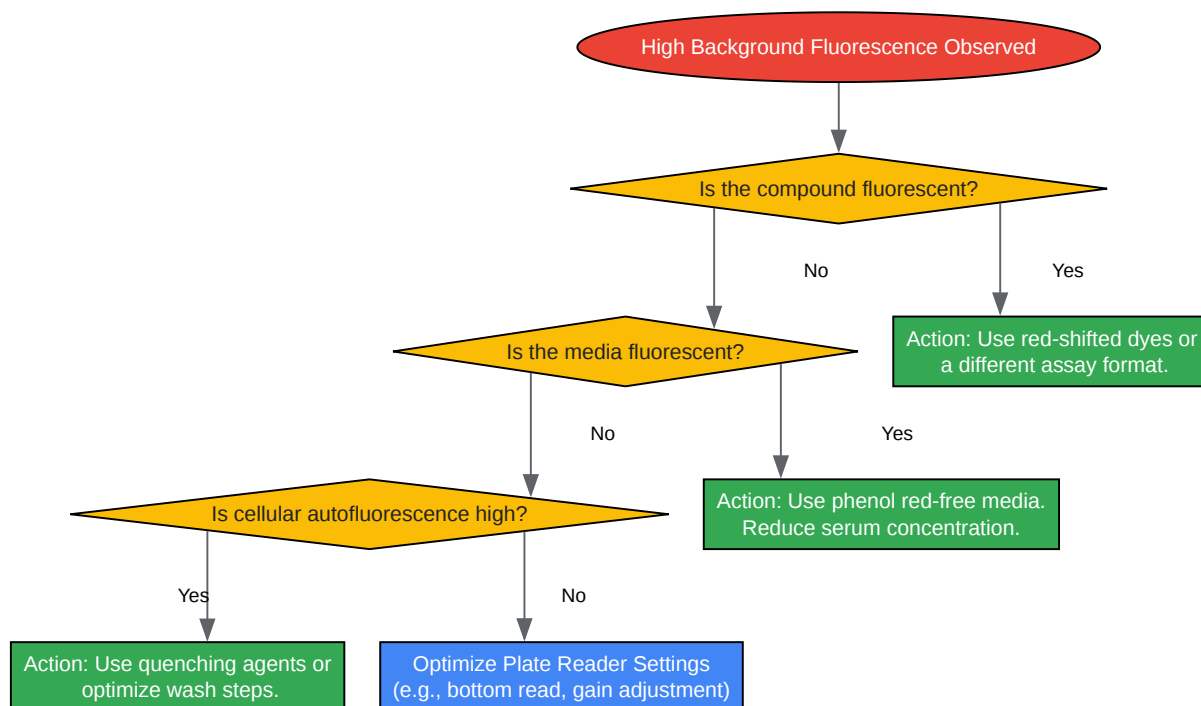 High Background Fluorescence Observed
Is the compound fluorescent?
No
Yes
Action: Use red-shifted dyes or
a different assay format.
Is the media fluorescent?
No
Yes
Action: Use phenol red-free media.
Reduce serum concentration.
Is cellular autofluorescence high?
Yes
No
Action: Use quenching agents or
optimize wash steps.
Optimize Plate Reader Settings
(e.g., bottom read, gain adjustment)